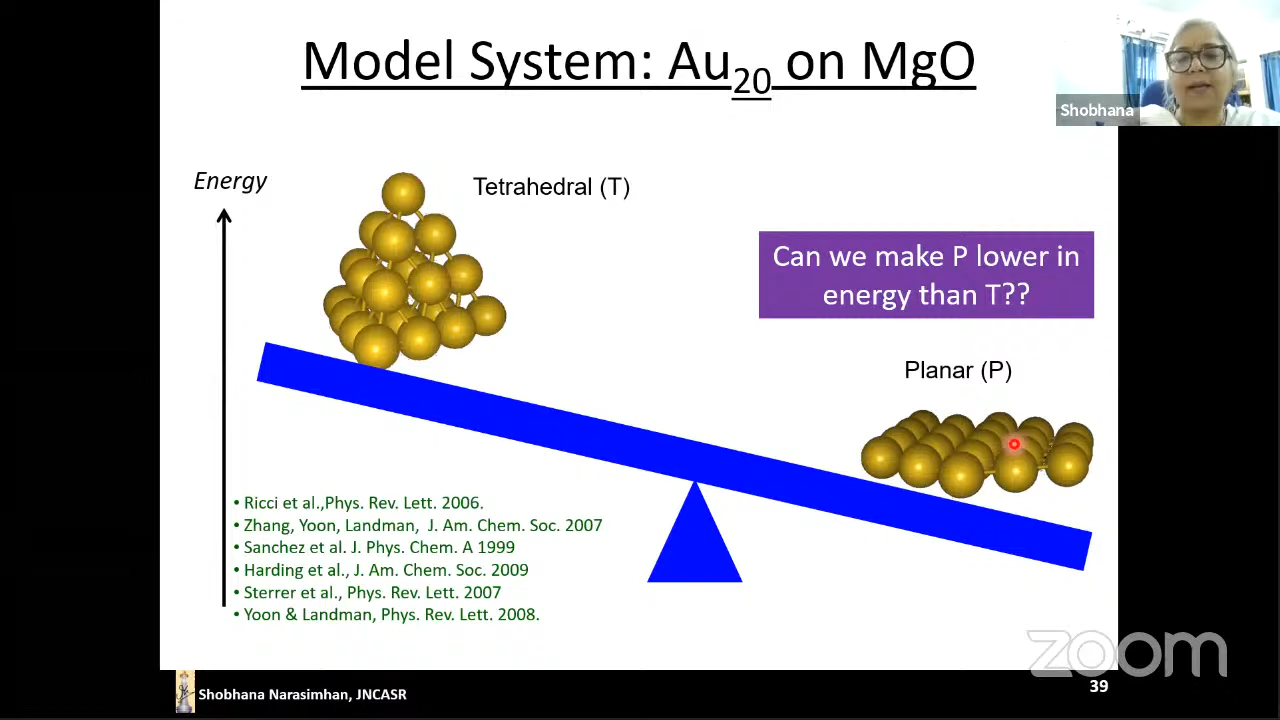 Model System: Au20 on MgO
Shobhana
Energy
Tetrahedral (T)
Can we make P lower in
energy than T??
Planar (P)
• Ricci et al.,Phys. Rev. Lett. 2006.
• Zhang, Yoon, Landman, J. Am. Chem. Soc. 2007
• Sanchez et al. J. Phys. Chem. A 1999
• Harding et al., J. Am. Chem. Soc. 2009
• Sterrer et al., Phys. Rev. Lett. 2007
• Yoon & Landman, Phys. Rev. Lett. 2008.
zoom
Shobhana Narasimhan, JNCASR
39